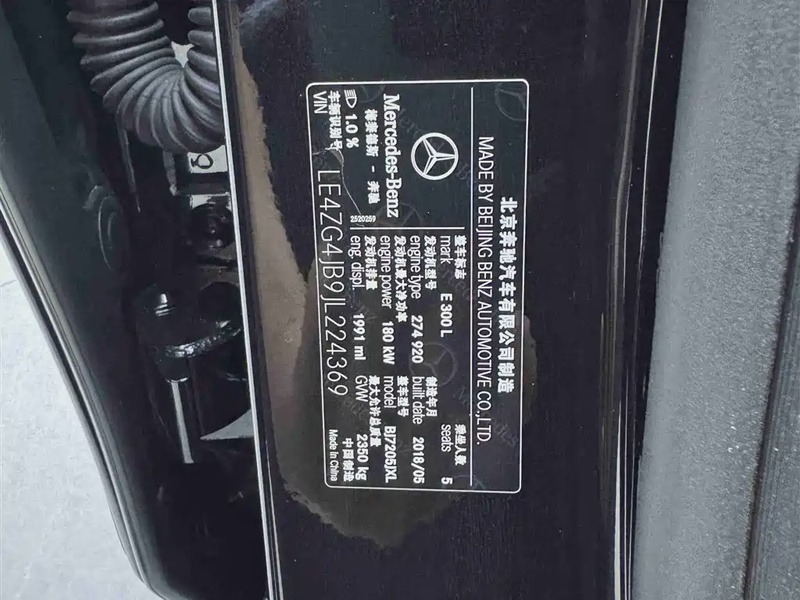 北京奔驰汽车有限公司制造
MADE BY BEIJING BENZ AUTOMOTIVE CO.,LTD.
Mercedes-Benz
梅赛德斯 - 奔驰
2520259
1.0 %
整车标志 乘坐人数
mark E 300 L seats 5
发动机型号 制造年月
engine type 274 920 built date 2018/05
发动机最大净功率 整车型号
engine power 180 kW model BJ7205JXL
发动机排量 最大允许总质量
eng. displ. 1991 ml GVW 2350 kg
中国制造
Made in China
车辆识别号
VIN LE4ZG4JB9JL224369